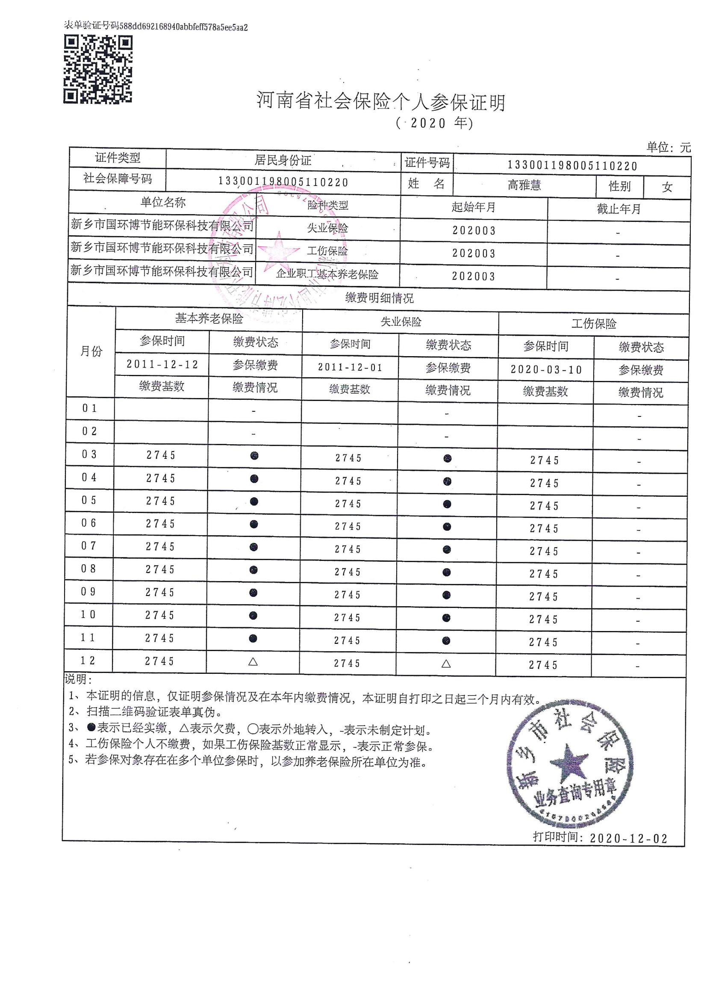 表单验证号码588dd692168940abbfeff578a5ee5aa2
河南省社会保险个人参保证明
( 2020 年)
单位：元
证件类型 居民身份证 证件号码 133001198005110220
社会保障号码 133001198005110220 姓 名 高雅慧 性别 女
单位名称 险种类型 起始年月 截止年月
新乡市国环博节能环保科技有限公司 失业保险 202003 -
新乡市国环博节能环保科技有限公司 工伤保险 202003 -
新乡市国环博节能环保科技有限公司 企业职工基本养老保险 202003 -
缴费明细情况
月份 基本养老保险 失业保险 工伤保险
参保时间 缴费状态 参保时间 缴费状态 参保时间 缴费状态
2011-12-12 参保缴费 2011-12-01 参保缴费 2020-03-10 参保缴费
缴费基数 缴费情况 缴费基数 缴费情况 缴费基数 缴费情况
01 - - -
02 - - -
03 2745 ● 2745 ● 2745 -
04 2745 ● 2745 ● 2745 -
05 2745 ● 2745 ● 2745 -
06 2745 ● 2745 ● 2745 -
07 2745 ● 2745 ● 2745 -
08 2745 ● 2745 ● 2745 -
09 2745 ● 2745 ● 2745 -
10 2745 ● 2745 ● 2745 -
11 2745 ● 2745 ● 2745 -
12 2745 △ 2745 △ 2745 -
说明：
1、本证明的信息，仅证明参保情况及在本年内缴费情况，本证明自打印之日起三个月内有效。
2、扫描二维码验证表单真伪。
3、●表示已经实缴，△表示欠费，○表示外地转入，-表示未制定计划。
4、工伤保险个人不缴费，如果工伤保险基数正常显示，-表示正常参保。
5、若参保对象存在在多个单位参保时，以参加养老保险所在单位为准。
新乡市社会保险
业务查询专用章
打印时间：2020-12-02